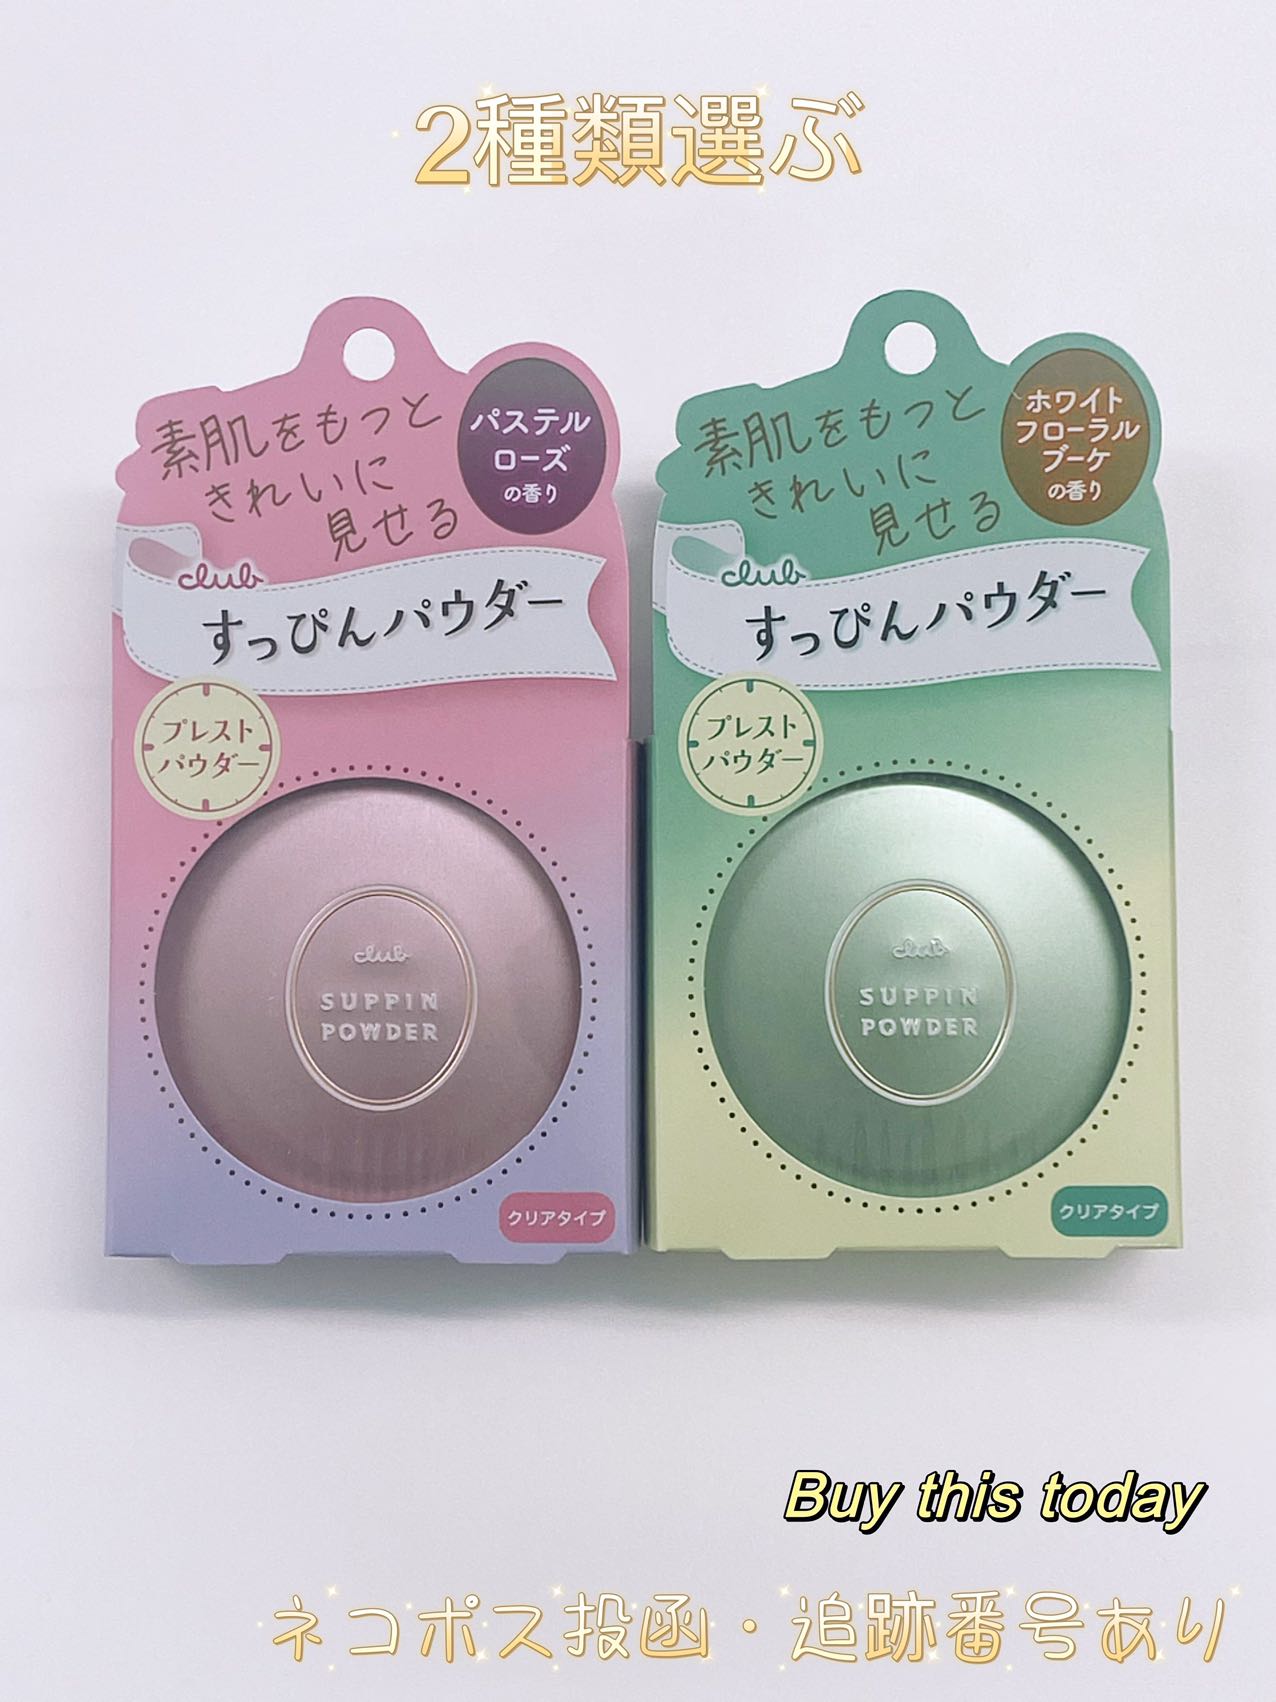 2種類選ぶ
素肌をもっと
きれいに
見せる
パステル
ローズ
の香り
club
すっぴんパウダー
プレスト
パウダー
club
SUPPIN
POWDER
クリアタイプ
素肌をもっと
きれいに
見せる
ホワイト
フローラル
ブーケ
の香り
club
すっぴんパウダー
プレスト
パウダー
club
SUPPIN
POWDER
クリアタイプ
Buy this today
ネコポス投函・追跡番号あり